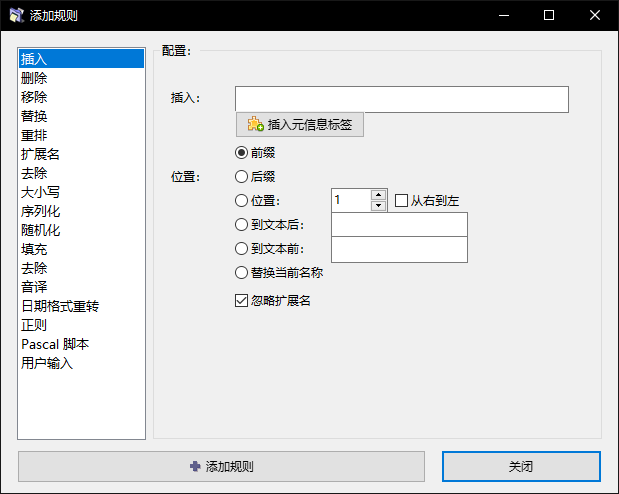 添加规则
插入
删除
移除
替换
重排
扩展名
去除
大小写
序列化
随机化
填充
去除
音译
日期格式重转
正则
Pascal 脚本
用户输入
配置：
插入：
插入元信息标签
位置：
前缀
后缀
位置： 1 从右到左
到文本后：
到文本前：
替换当前名称
忽略扩展名
添加规则
关闭